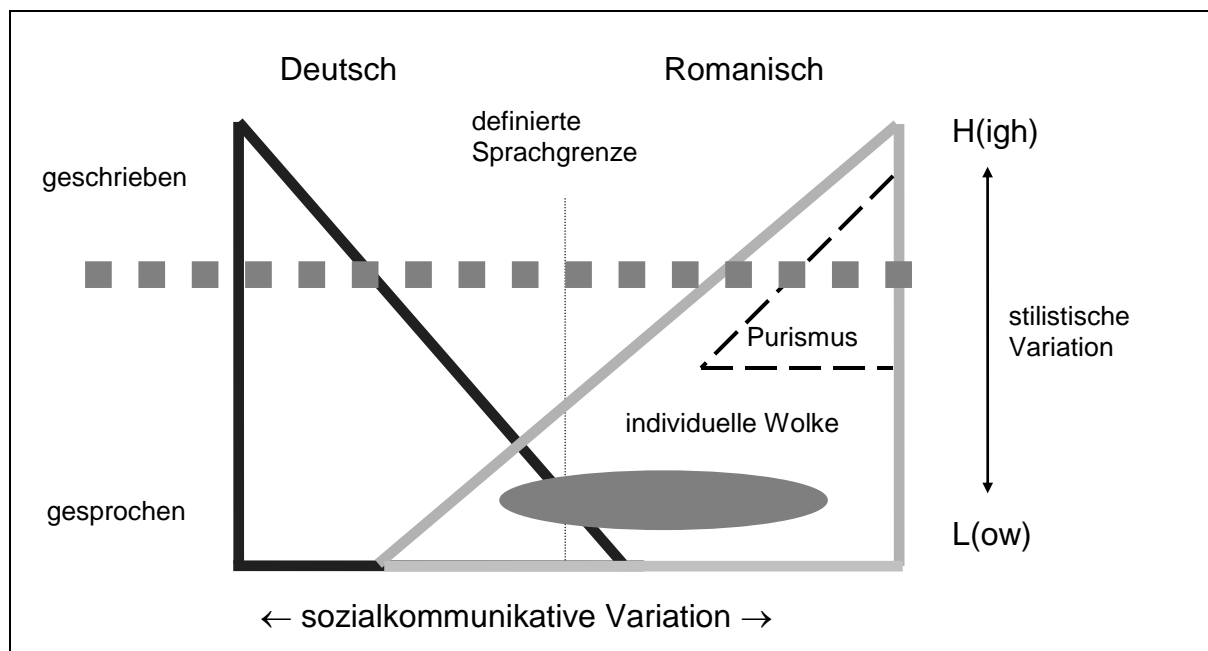 Deutsch
Romanisch
definierte
Sprachgrenze
H(igh)
geschrieben
Purismus
stilistische
Variation
individuelle Wolke
gesprochen
L(ow)
← sozialkommunikative Variation →